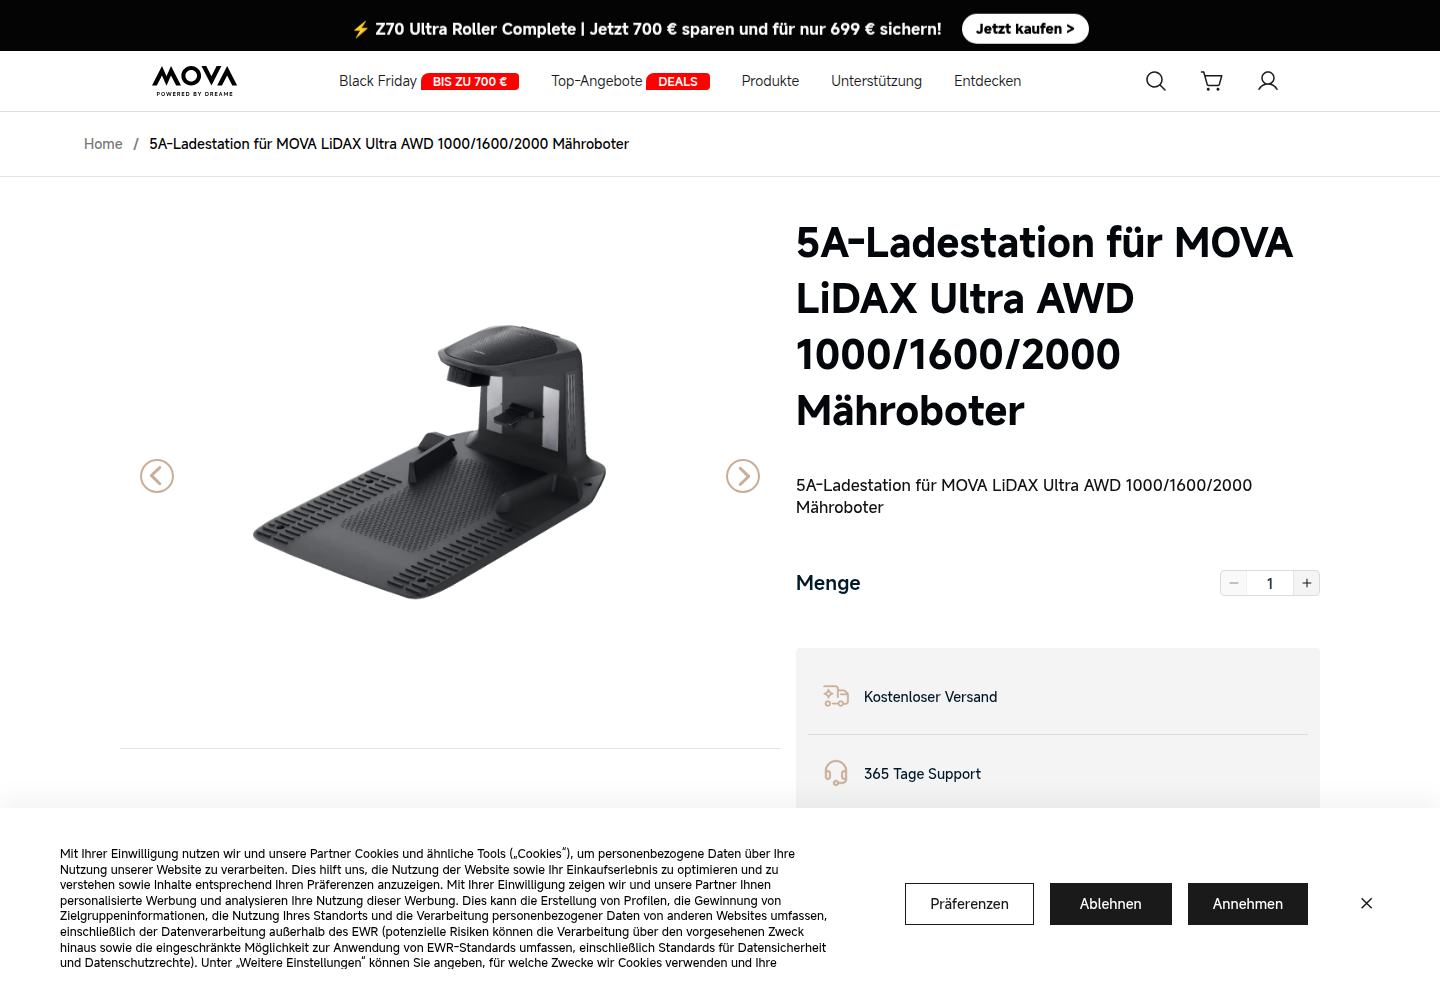 ⚡ Z70 Ultra Roller Complete | Jetzt 700 € sparen und für nur 699 € sichern! Jetzt kaufen >
MOVA
POWERED BY DREAME
Black Friday BIS ZU 700 € Top-Angebote DEALS Produkte Unterstützung Entdecken
Home / 5A-Ladestation für MOVA LiDAX Ultra AWD 1000/1600/2000 Mähroboter
5A-Ladestation für MOVA
LiDAX Ultra AWD
1000/1600/2000
Mähroboter
5A-Ladestation für MOVA LiDAX Ultra AWD 1000/1600/2000
Mähroboter
Menge
− 1 +
Kostenloser Versand
365 Tage Support
Mit Ihrer Einwilligung nutzen wir und unsere Partner Cookies und ähnliche Tools („Cookies“), um personenbezogene Daten über Ihre
Nutzung unserer Website zu verarbeiten. Dies hilft uns, die Nutzung der Website sowie Ihr Einkaufserlebnis zu optimieren und zu
verstehen sowie Inhalte entsprechend Ihren Präferenzen anzuzeigen. Mit Ihrer Einwilligung zeigen wir und unsere Partner Ihnen
personalisierte Werbung und analysieren Ihre Nutzung dieser Werbung. Dies kann die Erstellung von Profilen, die Gewinnung von
Zielgruppeninformationen, die Nutzung Ihres Standorts und die Verarbeitung personenbezogener Daten von anderen Websites umfassen,
einschließlich der Datenverarbeitung außerhalb des EWR (potenzielle Risiken können die Verarbeitung über den vorgesehenen Zweck
hinaus sowie die eingeschränkte Möglichkeit zur Anwendung von EWR-Standards umfassen, einschließlich Standards für Datensicherheit
und Datenschutzrechte). Unter „Weitere Einstellungen“ können Sie angeben, für welche Zwecke wir Cookies verwenden und Ihre
Präferenzen
Ablehnen
Annehmen